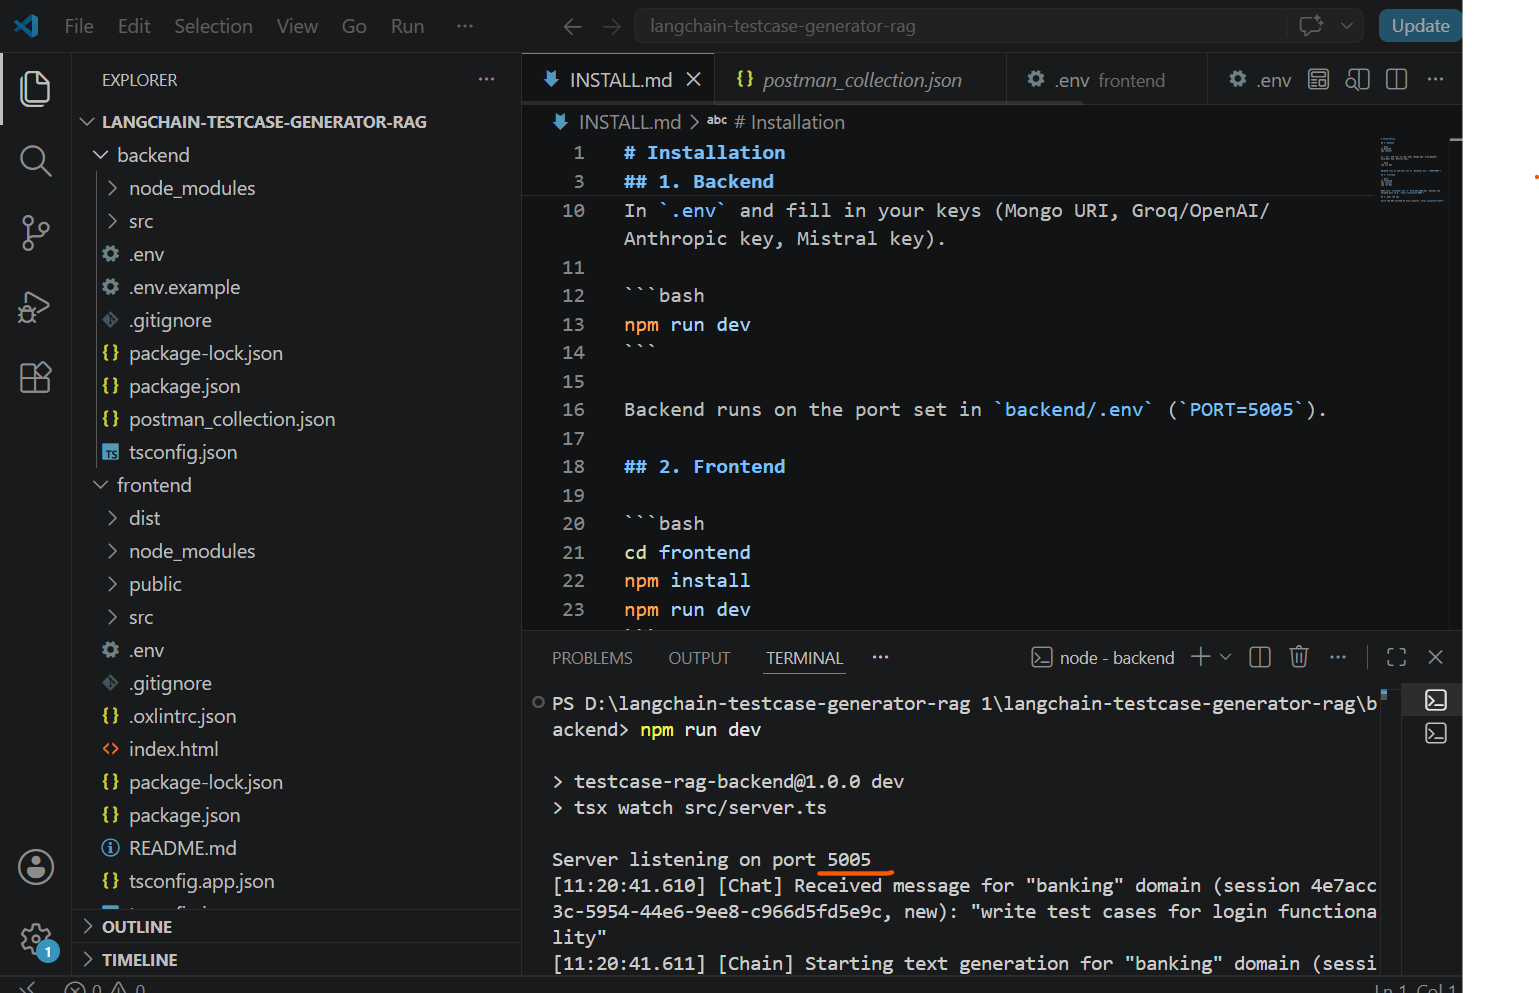 File Edit Selection View Go Run ···
langchain-testcase-generator-rag
Update
EXPLORER ···
LANGCHAIN-TESTCASE-GENERATOR-RAG
backend
node_modules
src
.env
.env.example
.gitignore
package-lock.json
package.json
postman_collection.json
tsconfig.json
frontend
dist
node_modules
public
src
.env
.gitignore
.oxlintrc.json
index.html
package-lock.json
package.json
README.md
tsconfig.app.json
OUTLINE
TIMELINE
1
INSTALL.md postman_collection.json .env frontend .env
INSTALL.md > abc # Installation
1 # Installation
3 ## 1. Backend
10 In `.env` and fill in your keys (Mongo URI, Groq/OpenAI/
Anthropic key, Mistral key).
11
12 ```bash
13 npm run dev
14 ```
15
16 Backend runs on the port set in `backend/.env` (`PORT=5005`).
17
18 ## 2. Frontend
19
20 ```bash
21 cd frontend
22 npm install
23 npm run dev
PROBLEMS OUTPUT TERMINAL ··· node - backend
PS D:\langchain-testcase-generator-rag 1\langchain-testcase-generator-rag\b
ackend> npm run dev
> testcase-rag-backend@1.0.0 dev
> tsx watch src/server.ts
Server listening on port 5005
[11:20:41.610] [Chat] Received message for "banking" domain (session 4e7acc
3c-5954-44e6-9ee8-c966d5fd5e9c, new): "write test cases for login functiona
lity"
[11:20:41.611] [Chain] Starting text generation for "banking" domain (sessi
0 0
Ln 1, Col 1